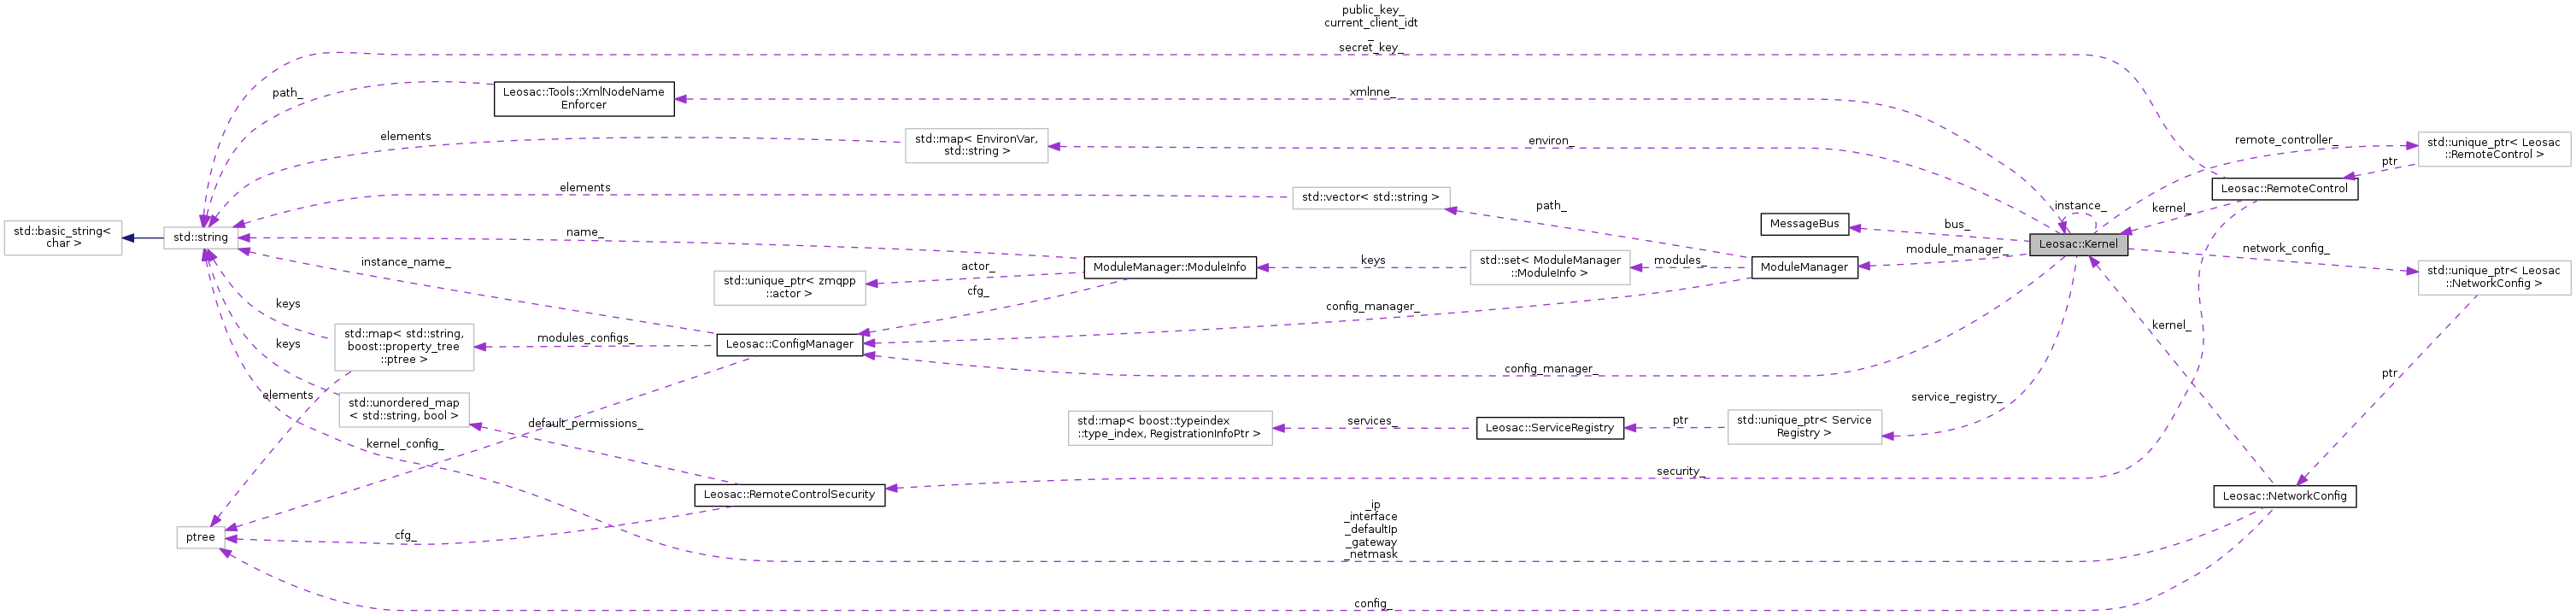 public_key_
current_client_idt
_
secret_key_
path_
Leosac::Tools::XmlNodeName
Enforcer
xmlnne_
elements
std::map< EnvironVar,
std::string >
environ_
remote_controller_
std::unique_ptr< Leosac
::RemoteControl >
ptr
elements
std::vector< std::string >
path_
Leosac::RemoteControl
instance_
kernel_
std::basic_string<
char >
std::string
name_
MessageBus
bus_
Leosac::Kernel
module_manager_
network_config_
instance_name_
actor_
ModuleManager::ModuleInfo
keys
std::set< ModuleManager
::ModuleInfo >
modules_
ModuleManager
std::unique_ptr< Leosac
::NetworkConfig >
std::unique_ptr< zmqpp
::actor >
cfg_
keys
config_manager_
kernel_
std::map< std::string,
boost::property_tree
::ptree >
modules_configs_
Leosac::ConfigManager
keys
config_manager_
ptr
elements
std::unordered_map
< std::string, bool >
default_permissions_
service_registry_
std::map< boost::typeindex
::type_index, RegistrationInfoPtr >
services_
Leosac::ServiceRegistry
ptr
std::unique_ptr< Service
Registry >
kernel_config_
security_
Leosac::RemoteControlSecurity
Leosac::NetworkConfig
_ip
_interface
_defaultIp
_gateway
_netmask
ptree
cfg_
config_